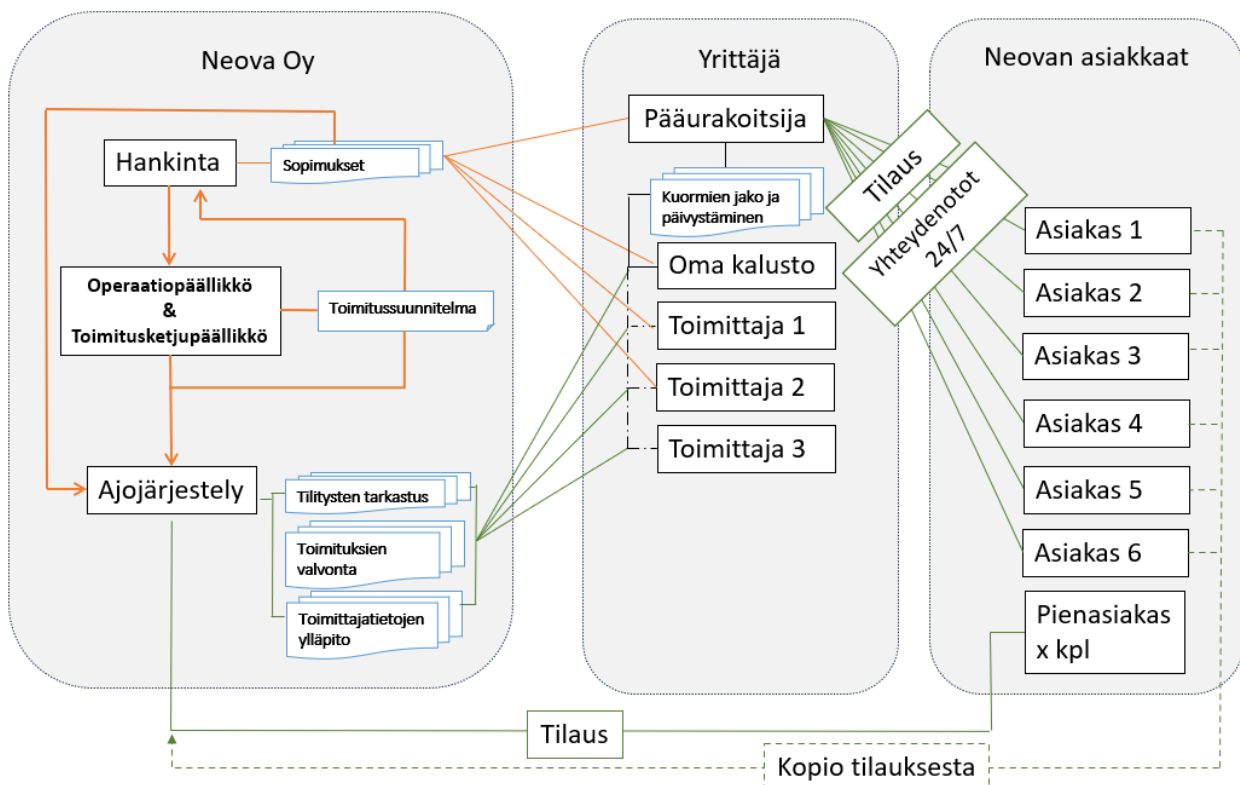 Neova Oy
Hankinta
Sopimukset
Operaatiopäällikkö
&
Toimitusketjupäällikkö
Toimitussuunnitelma
Ajojärjestely
Tilitysten tarkastus
Toimituksien
valvonta
Toimittajatietojen
ylläpito
Yrittäjä
Pääurakoitsija
Kuormien jako ja
päivystäminen
Oma kalusto
Toimittaja 1
Toimittaja 2
Toimittaja 3
Tilaus
Yhteydenotot
24/7
Neovan asiakkaat
Asiakas 1
Asiakas 2
Asiakas 3
Asiakas 4
Asiakas 5
Asiakas 6
Pienasiakas
x kpl
Tilaus
Kopio tilauksesta